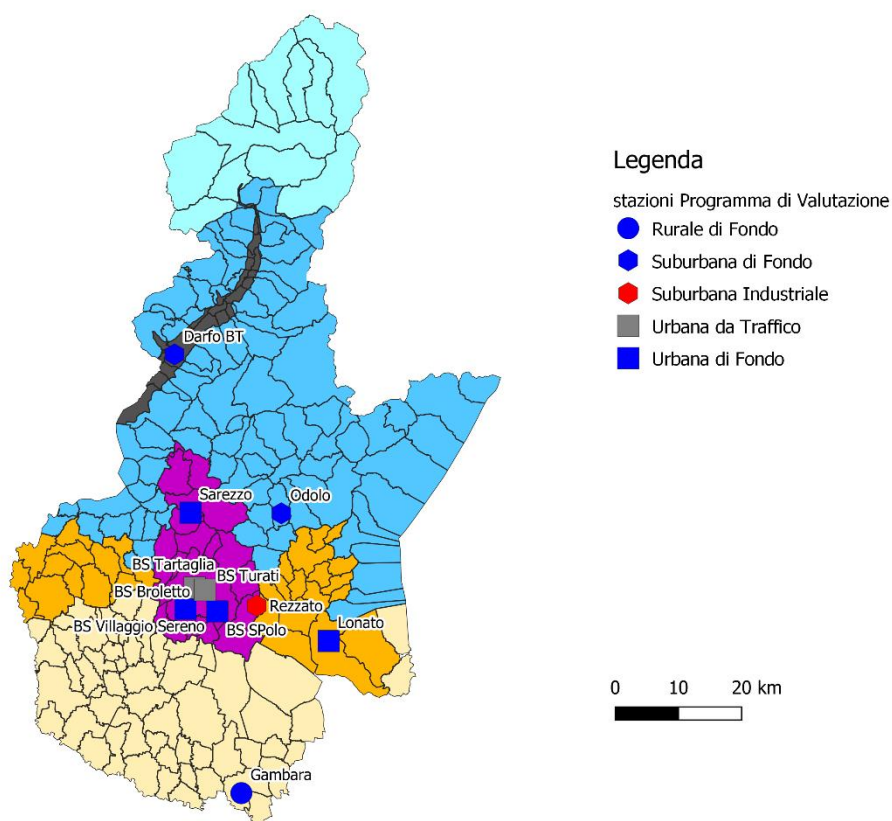 Legenda
stazioni Programma di Valutazione
Rurale di Fondo
Suburbana di Fondo
Suburbana Industriale
Urbana da Traffico
Urbana di Fondo
Darfo BT
Sarezzo
Odolo
BS Tartaglia
BS Turati
BS Broletto
Rezzato
BS Villaggio Sereno
BS SPolo
Lonato
0 10 20 km
Gambara